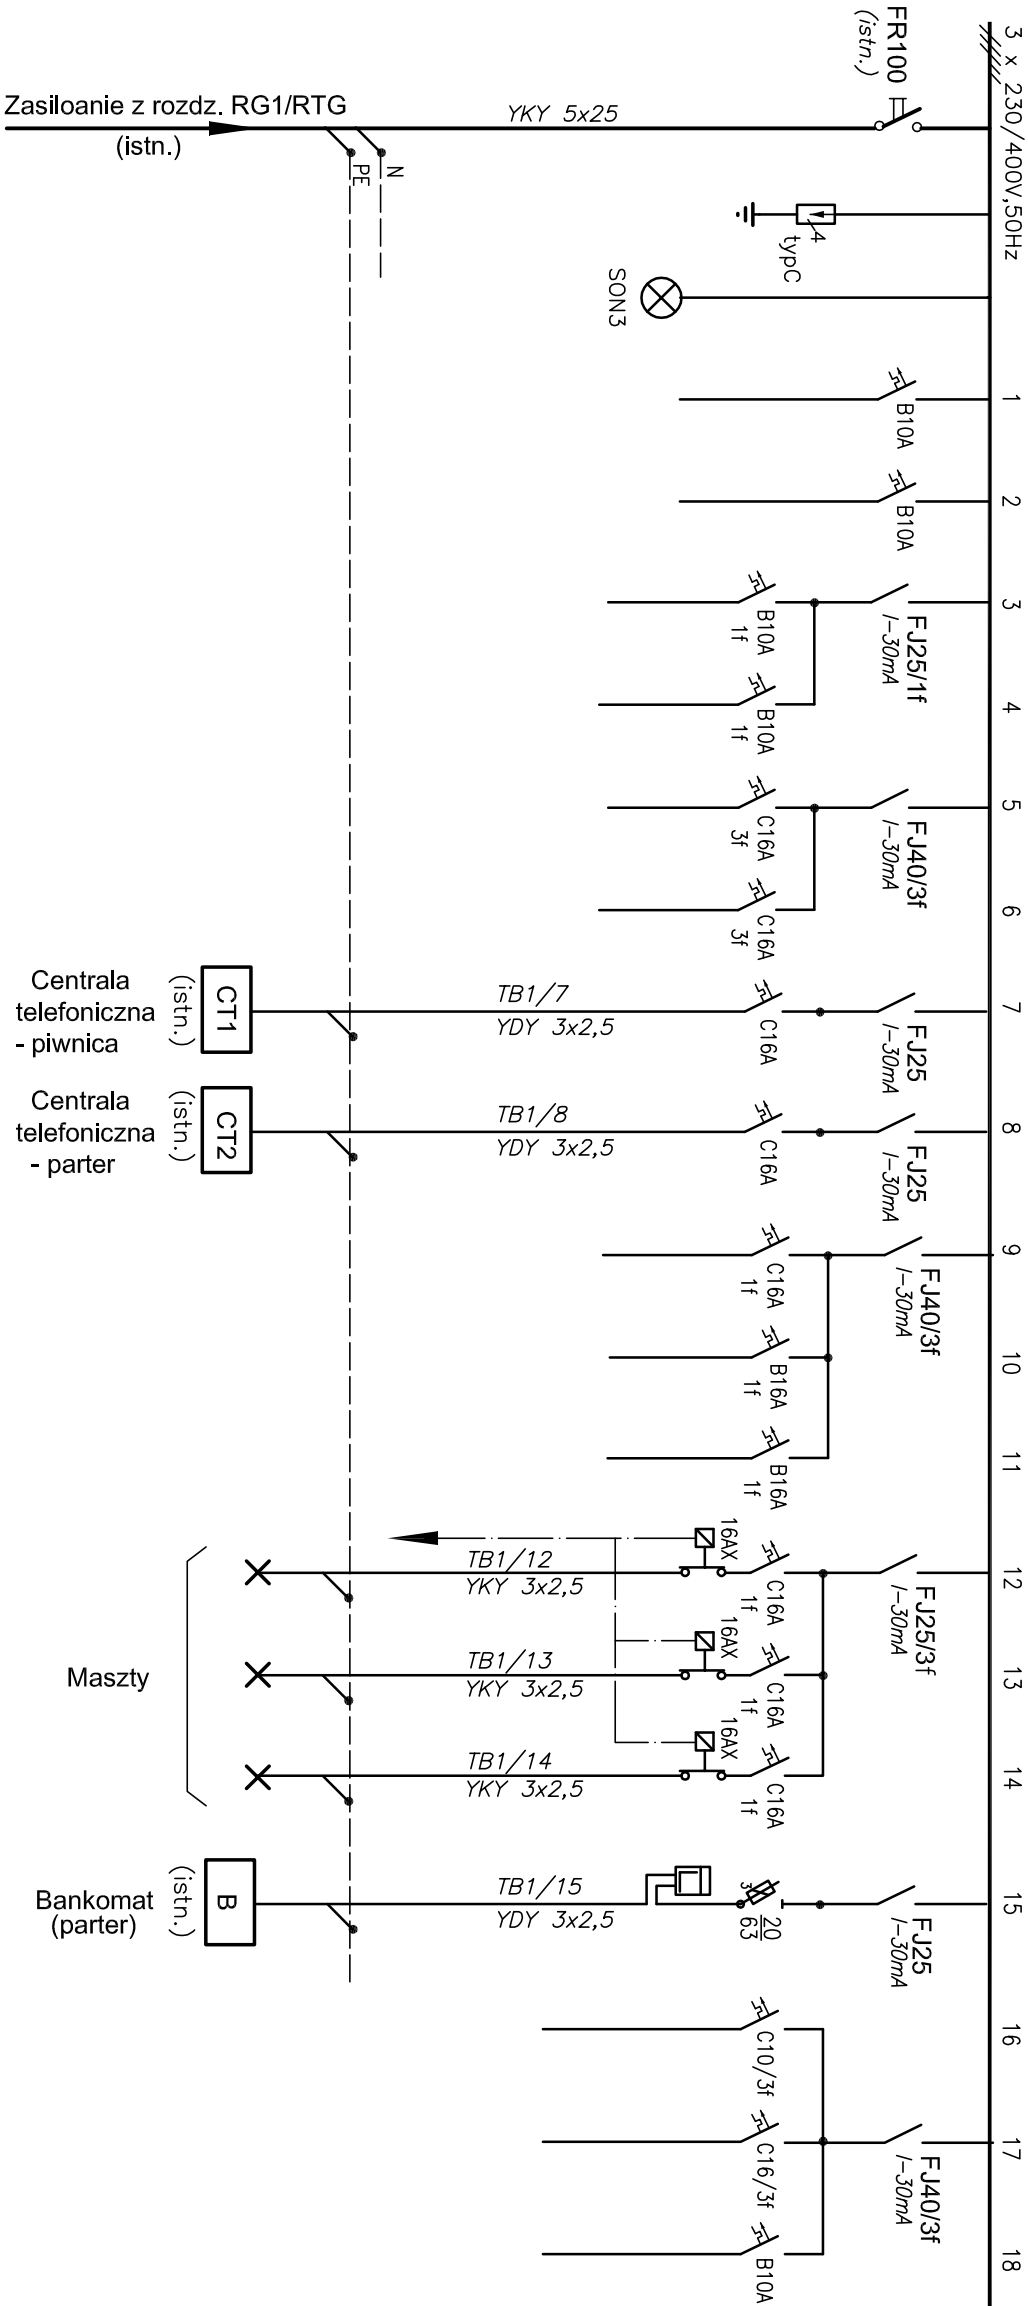 3 x 230/400V,50Hz
FR100
(istn.)
Zasiloanie z rozdz. RG1/RTG
(istn.)
YKY 5x25
N
PE
4
typC
SON3
1
B10A
2
B10A
3
FJ25/1f
/-30mA
B10A
1f
4
B10A
1f
5
FJ40/3f
/-30mA
C16A
3f
6
C16A
3f
7
FJ25
/-30mA
C16A
TB1/7
YDY 3x2,5
CT1
(istn.)
Centrala
telefoniczna
- piwnica
8
FJ25
/-30mA
C16A
TB1/8
YDY 3x2,5
CT2
(istn.)
Centrala
telefoniczna
- parter
9
FJ40/3f
/-30mA
C16A
1f
10
B16A
1f
11
B16A
1f
12
FJ25/3f
/-30mA
C16A
1f
16AX
TB1/12
YKY 3x2,5
13
C16A
1f
16AX
TB1/13
YKY 3x2,5
Maszty
14
C16A
1f
16AX
TB1/14
YKY 3x2,5
15
FJ25
/-30mA
3
20
63
TB1/15
YDY 3x2,5
B
(istn.)
Bankomat
(parter)
16
C10/3f
17
FJ40/3f
/-30mA
C16/3f
18
B10A